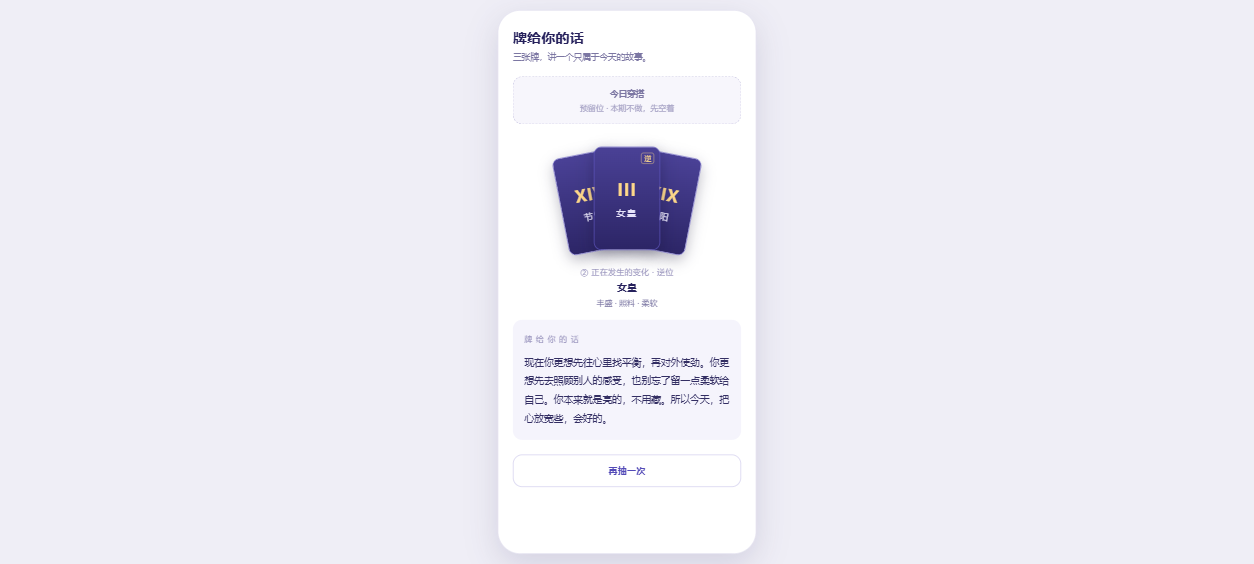 牌给你的话
三张牌，讲一个只属于今天的故事。
今日穿搭
预留位 · 本期不做，先空着
逆
XI
III
IX
节
女皇
阳
② 正在发生的变化 · 逆位
女皇
丰盛 · 照料 · 柔软
牌给你的话
现在你更想先往心里找平衡，再对外使劲。你更
想先去照顾别人的感受，也别忘了留一点柔软给
自己。你本来就是亮的，不用藏。所以今天，把
心放宽些，会好的。
再抽一次